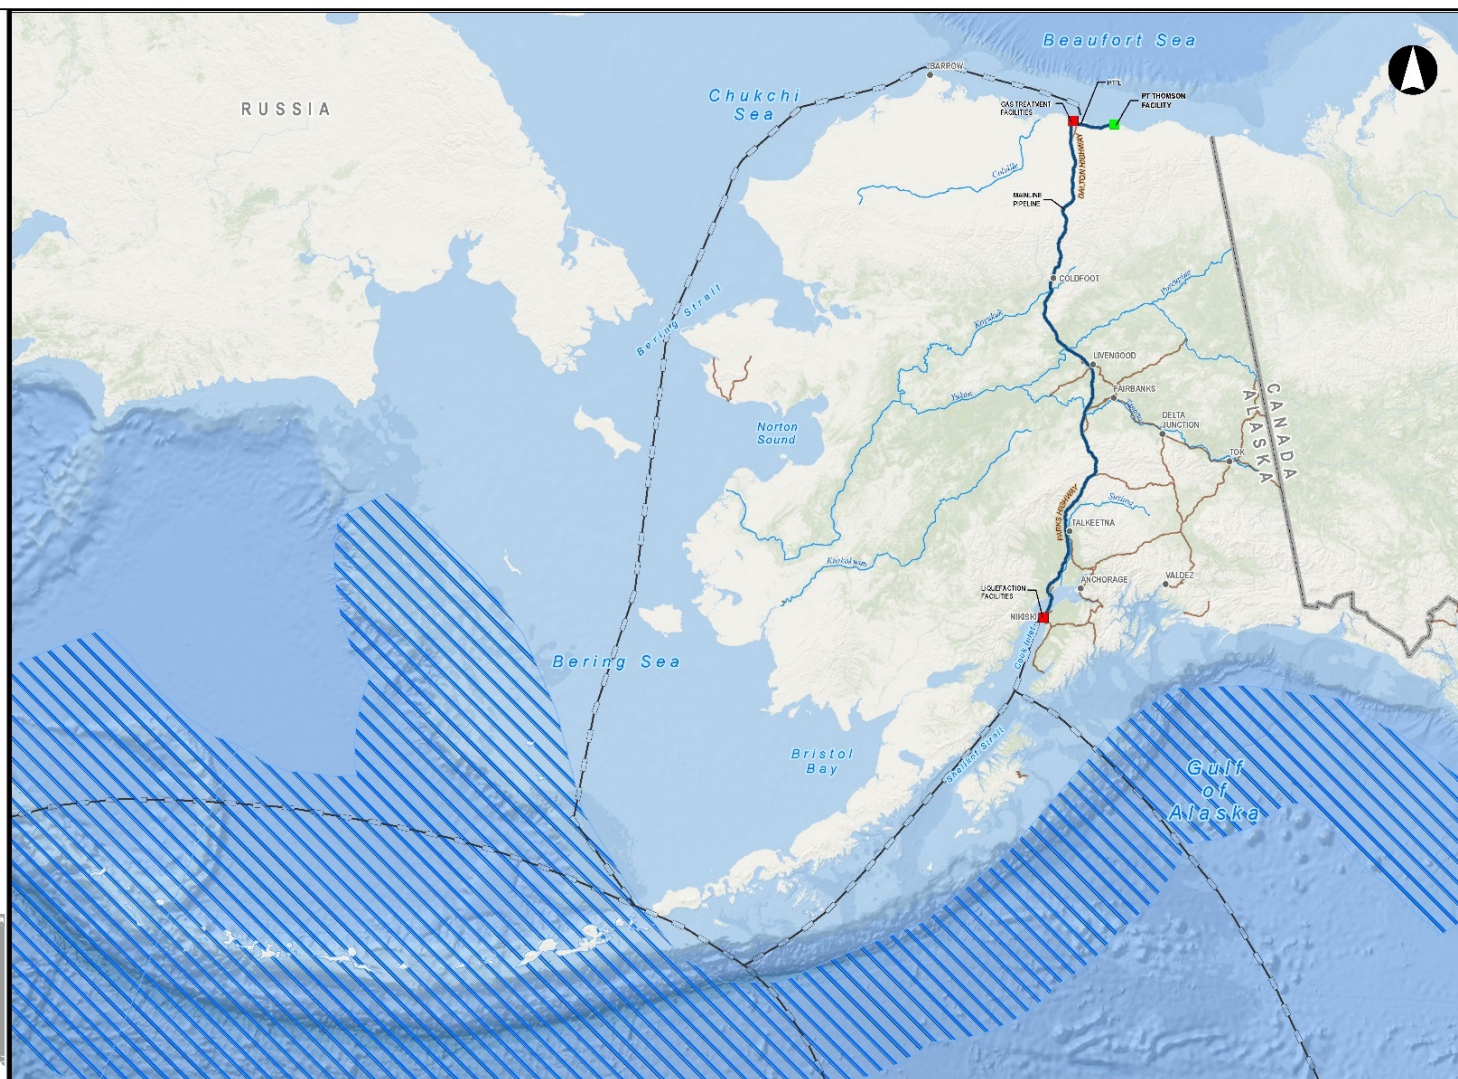 Beaufort Sea
BARROW
RUSSIA
Chukchi
Sea
PTTL
PT THOMSON
FACILITY
GAS TREATMENT
FACILITIES
DALTON HIGHWAY
Colville
MAINLINE
PIPELINE
COLDFOOT
Porcupine
Koyukuk
Bering Strait
LIVENGOOD
FAIRBANKS
Yukon
Tanana
DELTA
JUNCTION
CANADA
ALASKA
Norton
Sound
TOK
PARKS HIGHWAY
Susitna
TALKEETNA
Kuskokwim
ANCHORAGE
VALDEZ
LIQUEFACTION
FACILITIES
NIKISKI
Cook Inlet
Bering Sea
Bristol
Bay
Shelikof Strait
Gulf
of
Alaska